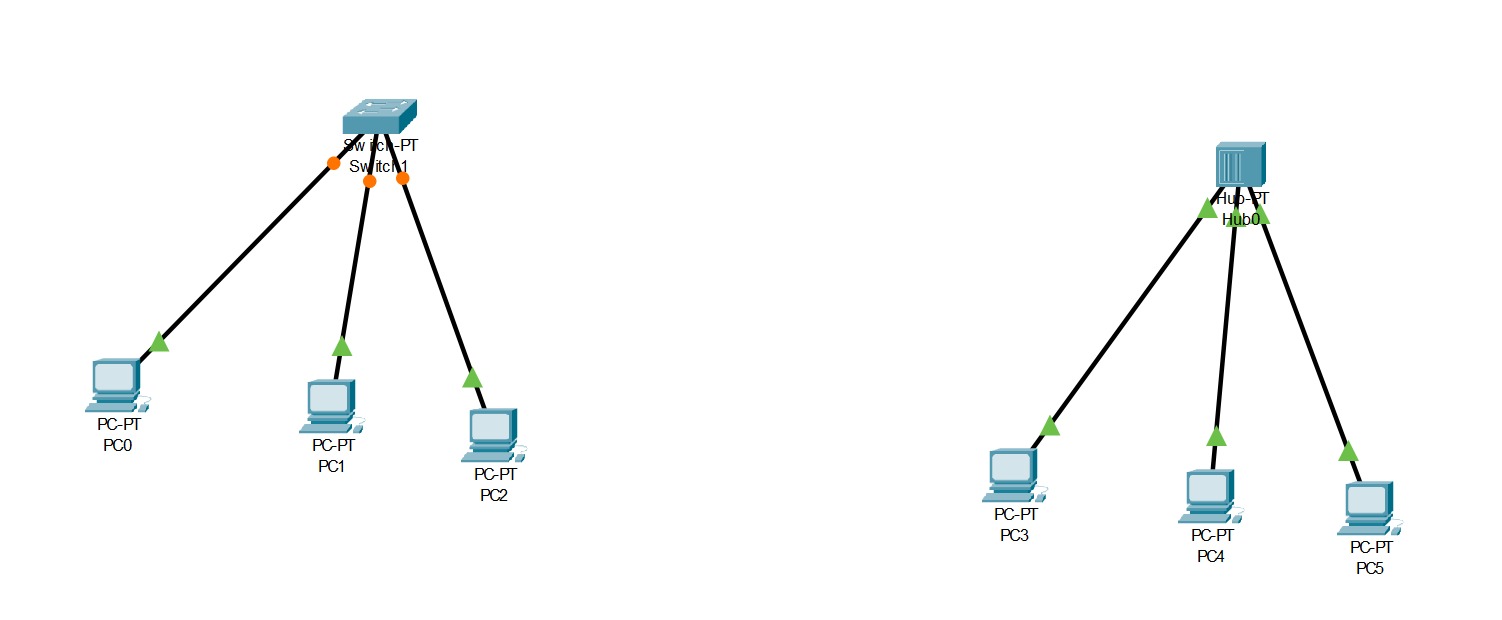 Switch-PT
Switch1
Hub-PT
Hub0
PC-PT
PC0
PC-PT
PC1
PC-PT
PC2
PC-PT
PC3
PC-PT
PC4
PC-PT
PC5